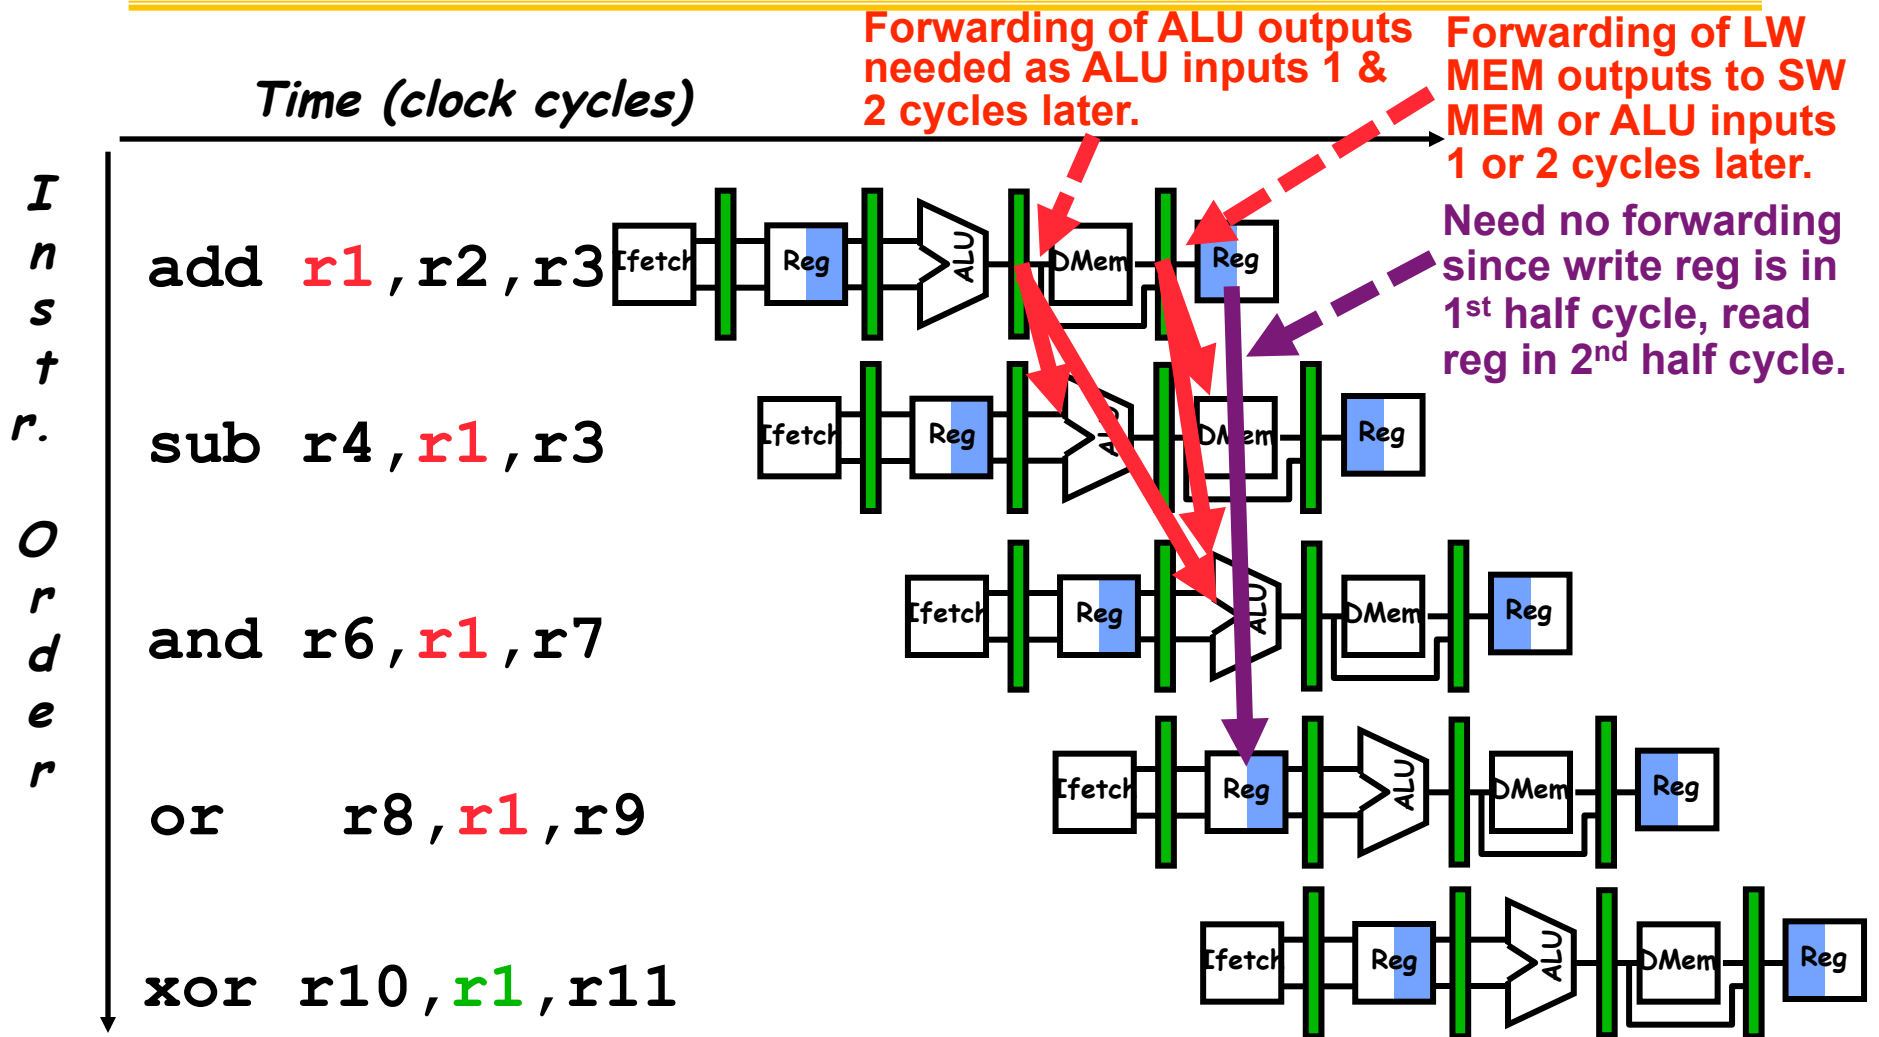 Forwarding of ALU outputs
needed as ALU inputs 1 &
2 cycles later.
Forwarding of LW
MEM outputs to SW
MEM or ALU inputs
1 or 2 cycles later.
Need no forwarding
since write reg is in
1st half cycle, read
reg in 2nd half cycle.
Time (clock cycles)
Instr. Order
add r1,r2,r3
Ifetch Reg ALU DMem Reg
sub r4,r1,r3
Ifetch Reg ALU DMem Reg
and r6,r1,r7
Ifetch Reg ALU DMem Reg
or r8,r1,r9
Ifetch Reg ALU DMem Reg
xor r10,r1,r11
Ifetch Reg ALU DMem Reg